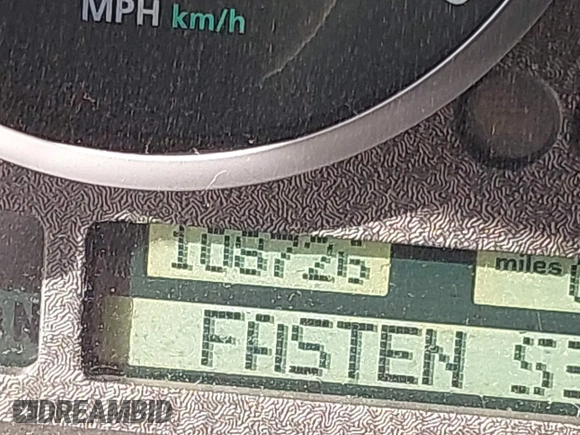 MPH km/h
108726
miles
FASTEN
DREAMBID